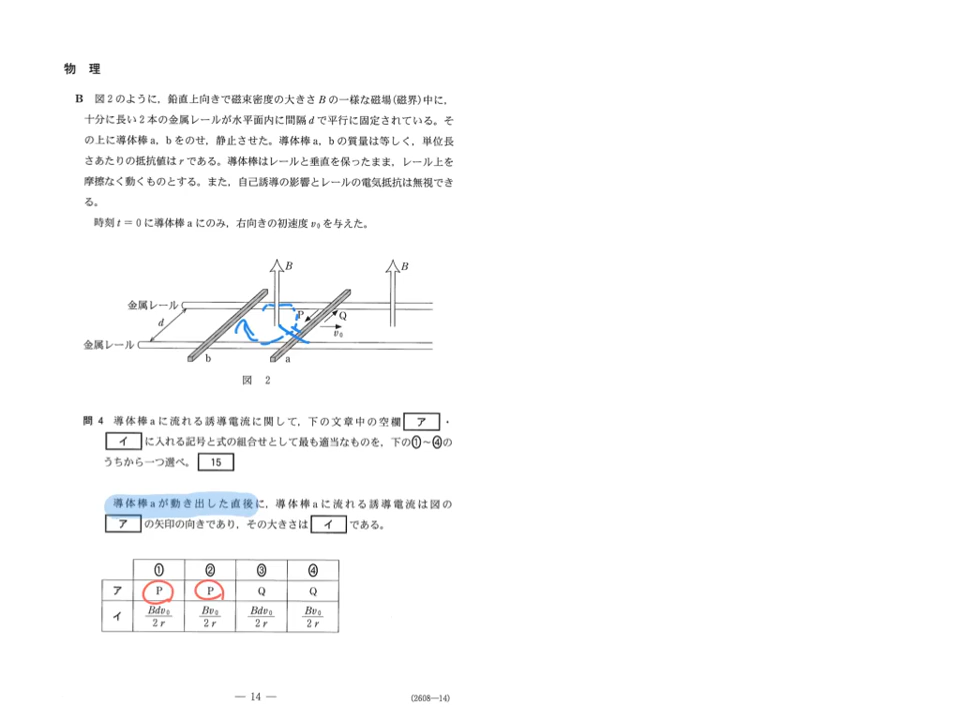 物 理
B 図2のように，鉛直上向きで磁束密度の大きさBの一様な磁場(磁界)中に，
十分に長い2本の金属レールが水平面内に間隔dで平行に固定されている。そ
の上に導体棒a，bをのせ，静止させた。導体棒a，bの質量は等しく，単位長
さあたりの抵抗値はrである。導体棒はレールと垂直を保ったまま，レール上を
摩擦なく動くものとする。また，自己誘導の影響とレールの電気抵抗は無視でき
る。
時刻t＝0に導体棒aにのみ，右向きの初速度v₀を与えた。
B B
金属レール
P Q
d
v₀
金属レール
b a
図 2
問4 導体棒aに流れる誘導電流に関して，下の文章中の空欄 ア ・
イ に入れる記号と式の組合せとして最も適当なものを，下の①～④の
うちから一つ選べ。 15
導体棒aが動き出した直後に，導体棒aに流れる誘導電流は図の
ア の矢印の向きであり，その大きさは イ である。
① ② ③ ④
ア P P Q Q
イ Bdv₀/2r Bv₀/2r Bdv₀/2r Bv₀/2r
― 14 ―
(2608―14)